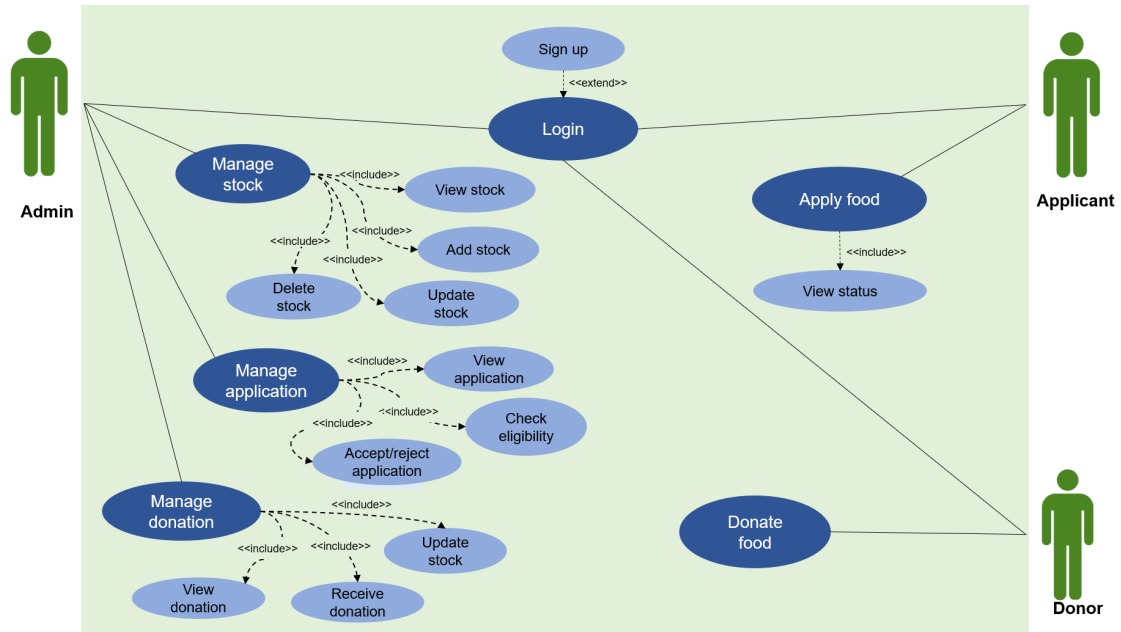 Sign up
<<extend>>
Login
Admin
Applicant
Manage
stock
<<include>>
View stock
<<include>>
Add stock
<<include>>
Delete
stock
<<include>>
Update
stock
Apply food
<<include>>
View status
Manage
application
<<include>>
View
application
<<include>>
Check
eligibility
<<include>>
Accept/reject
application
Manage
donation
<<include>>
Update
stock
<<include>>
View
donation
<<include>>
Receive
donation
Donate
food
Donor